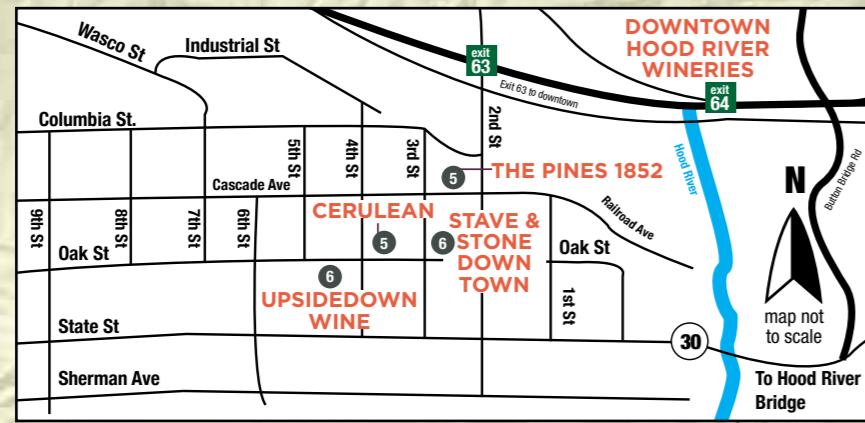 DOWNTOWN
HOOD RIVER
WINERIES
Wasco St
Industrial St
exit
63
Exit 63 to downtown
exit
64
Columbia St.
2nd St
5th St
4th St
3rd St
5
THE PINES 1852
Hood River
Button Bridge Rd
N
Cascade Ave
9th St
8th St
7th St
6th St
CERULEAN
5
6
STAVE &
STONE
DOWN
TOWN
Railroad Ave
Oak St
Oak St
6
UPSIDEDOWN
WINE
1st St
map not
to scale
State St
30
Sherman Ave
To Hood River
Bridge